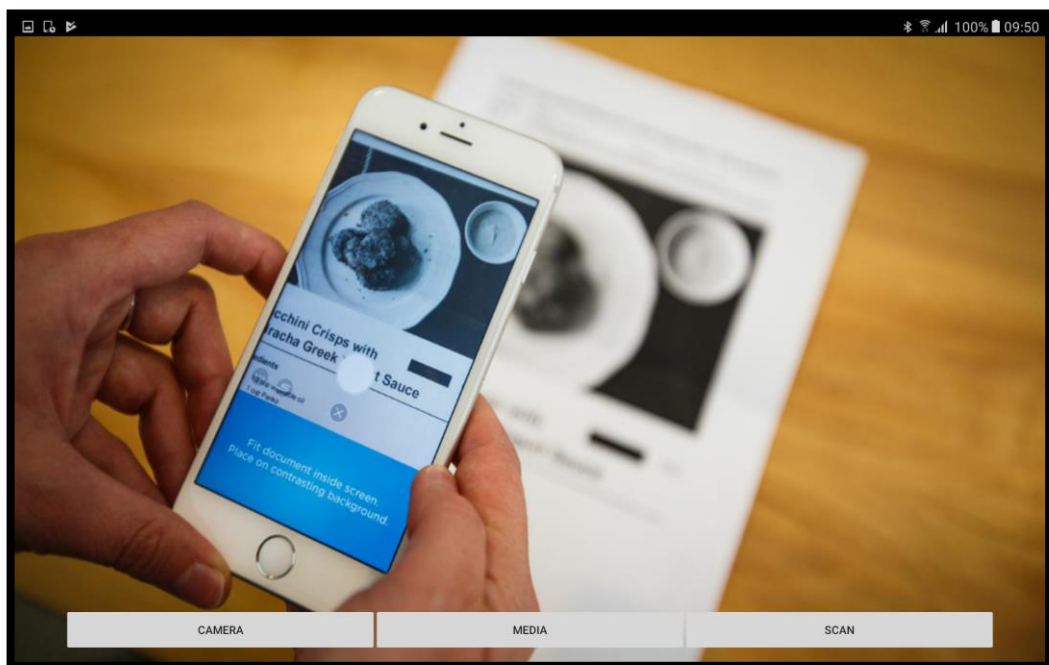 100% 09:50
cchini Crisps with
racha Greek
t Sauce
Fit document inside screen.
Place on contrasting background.
CAMERA
MEDIA
SCAN